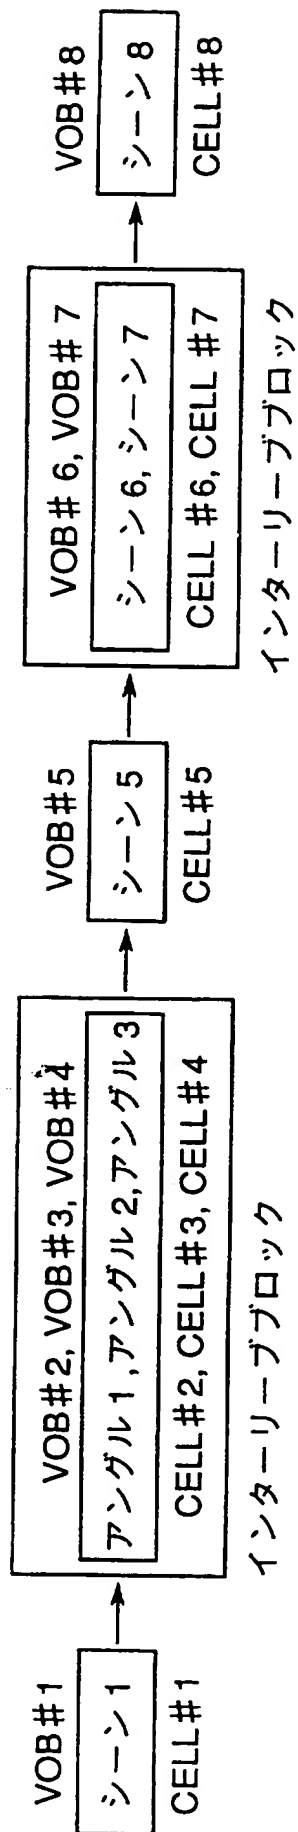 VOB#1
シーン1
CELL#1
VOB#2, VOB#3, VOB#4
アングル1,アングル2,アングル3
CELL#2, CELL#3, CELL#4
インターリーブブロック
VOB#5
シーン5
CELL#5
VOB# 6, VOB# 7
シーン6, シーン7
CELL #6, CELL #7
インターリーブブロック
VOB#8
シーン8
CELL#8